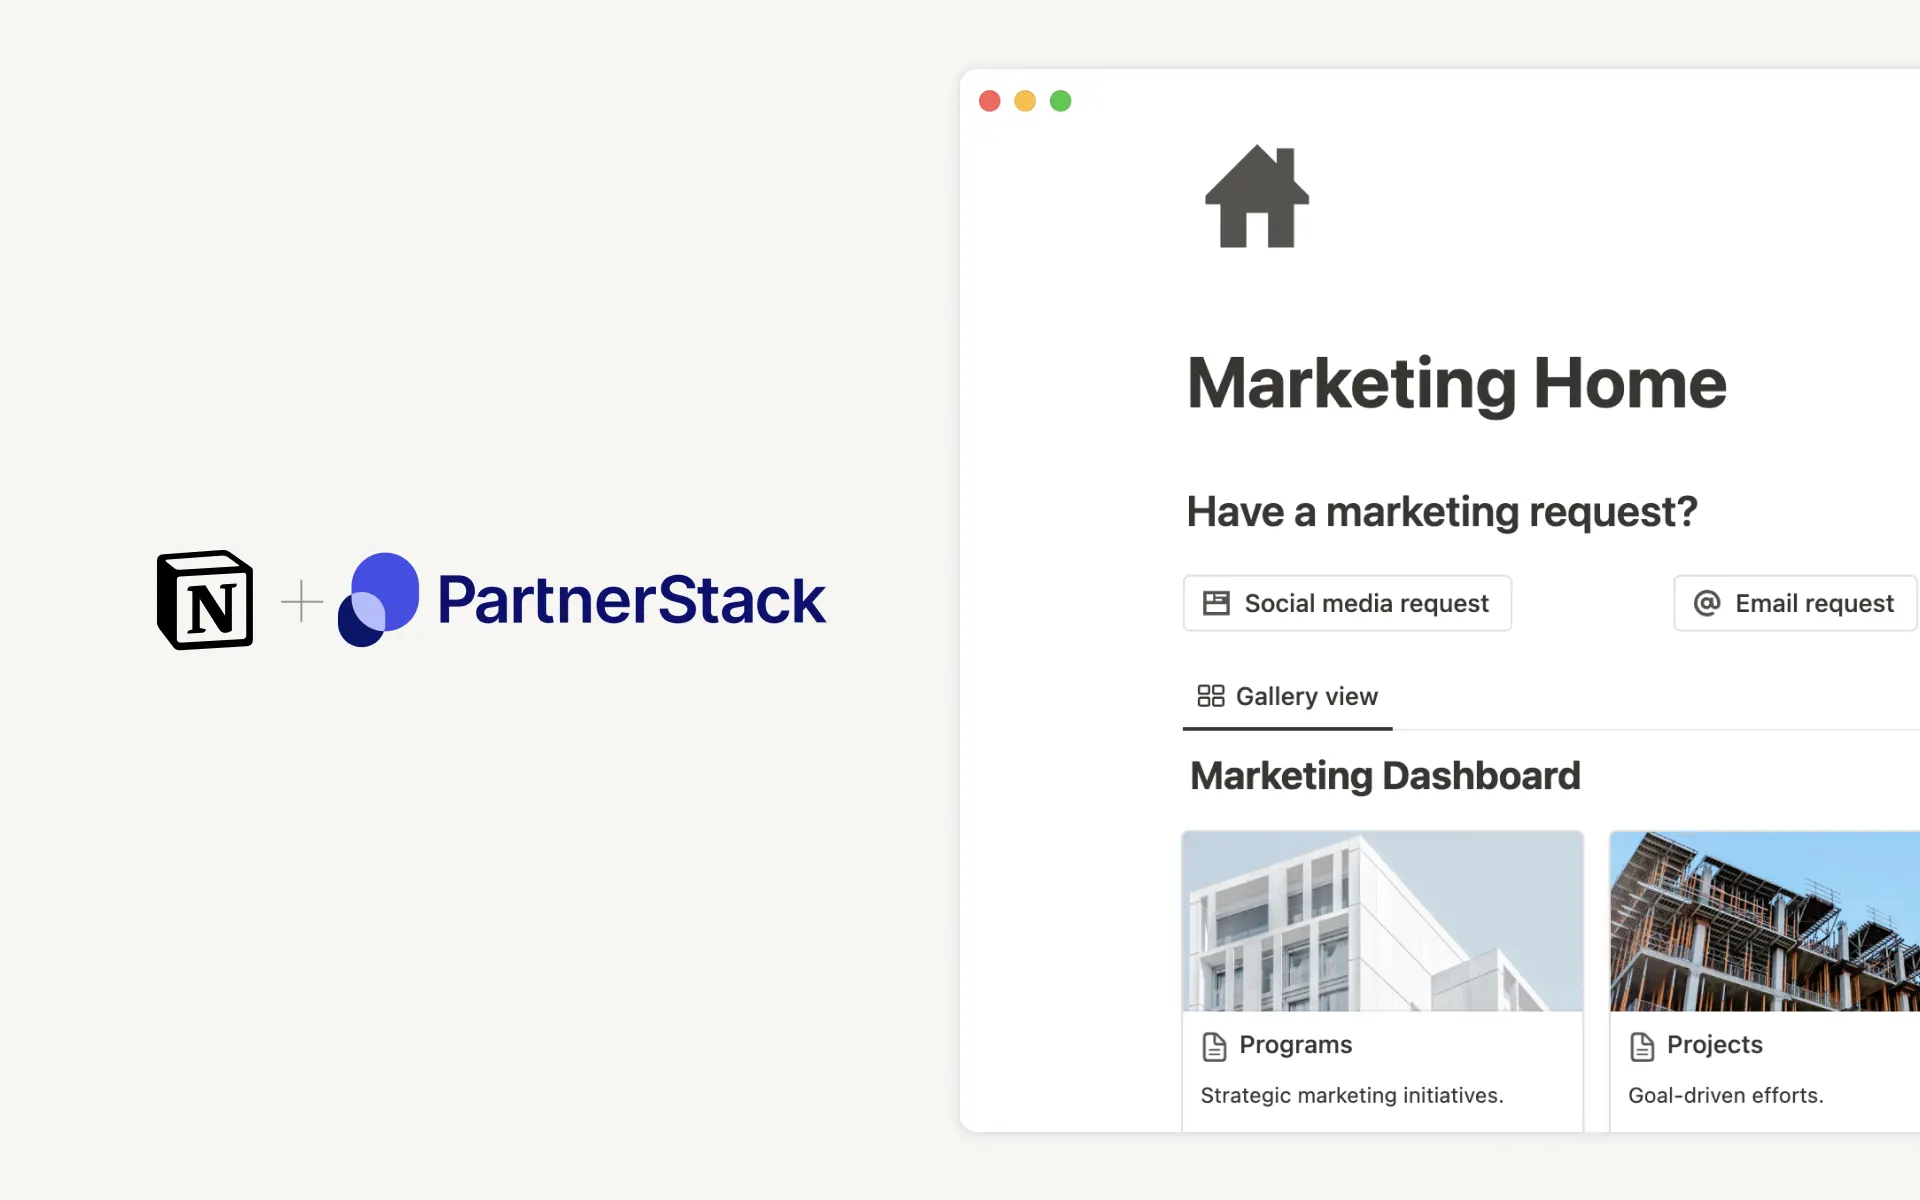 N
PartnerStack
Marketing Home
Have a marketing request?
Social media request
@ Email request
Gallery view
Marketing Dashboard
Programs
Strategic marketing initiatives.
Projects
Goal-driven efforts.